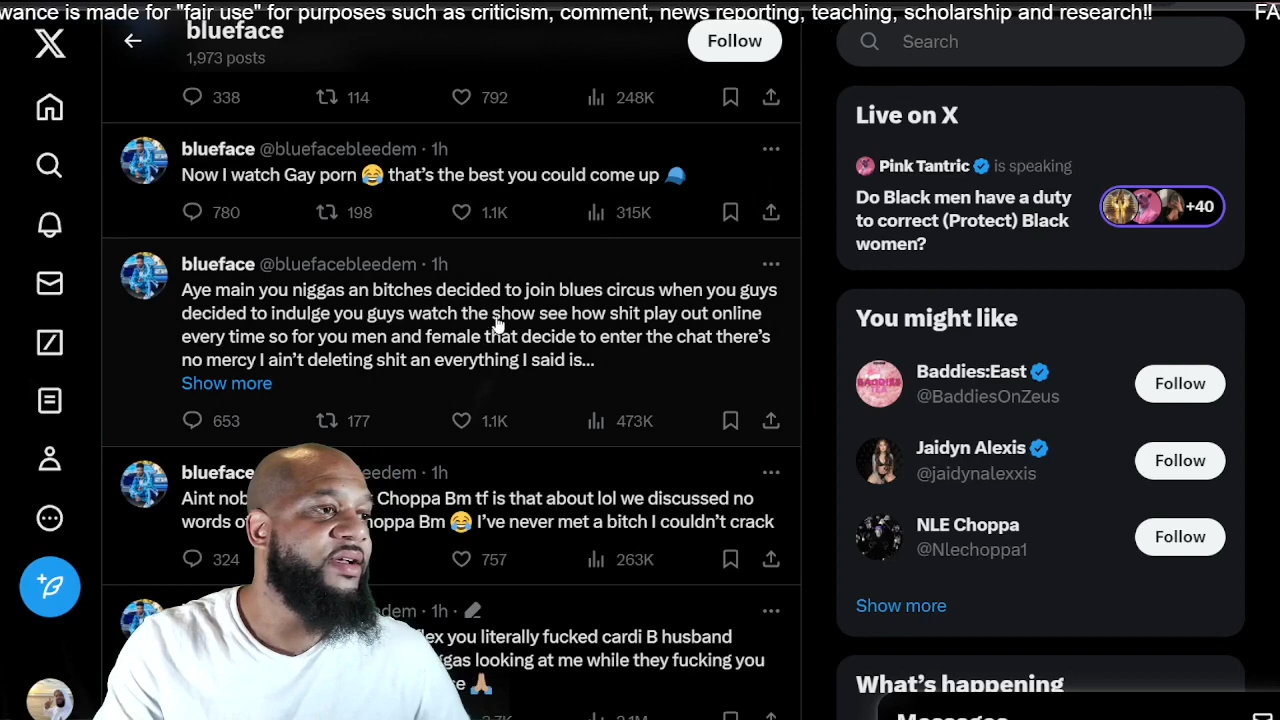 wance is made for "fair use" for purposes such as criticism, comment, news reporting, teaching, scholarship and research!!
FA
blueface
1,973 posts
Follow
Search
338 114 792 248K
blueface @bluefacebleedem · 1h
Now I watch Gay porn 😂 that's the best you could come up 🧢
780 198 1.1K 315K
blueface @bluefacebleedem · 1h
Aye main you niggas an bitches decided to join blues circus when you guys
decided to indulge you guys watch the show see how shit play out online
every time so for you men and female that decide to enter the chat there's
no mercy I ain't deleting shit an everything I said is...
Show more
653 177 1.1K 473K
blueface eedem · 1h
Aint nob Choppa Bm tf is that about lol we discussed no
words o hoppa Bm 😂 I've never met a bitch I couldn't crack
324 757 263K
edem · 1h
lex you literally fucked cardi B husband
gas looking at me while they fucking you
🙏🏼
Live on X
Pink Tantric is speaking
Do Black men have a duty
to correct (Protect) Black
women?
+40
You might like
Baddies:East
@BaddiesOnZeus
Follow
Jaidyn Alexis
@jaidynalexxis
Follow
NLE Choppa
@Nlechoppa1
Follow
Show more
What's happening
Messages